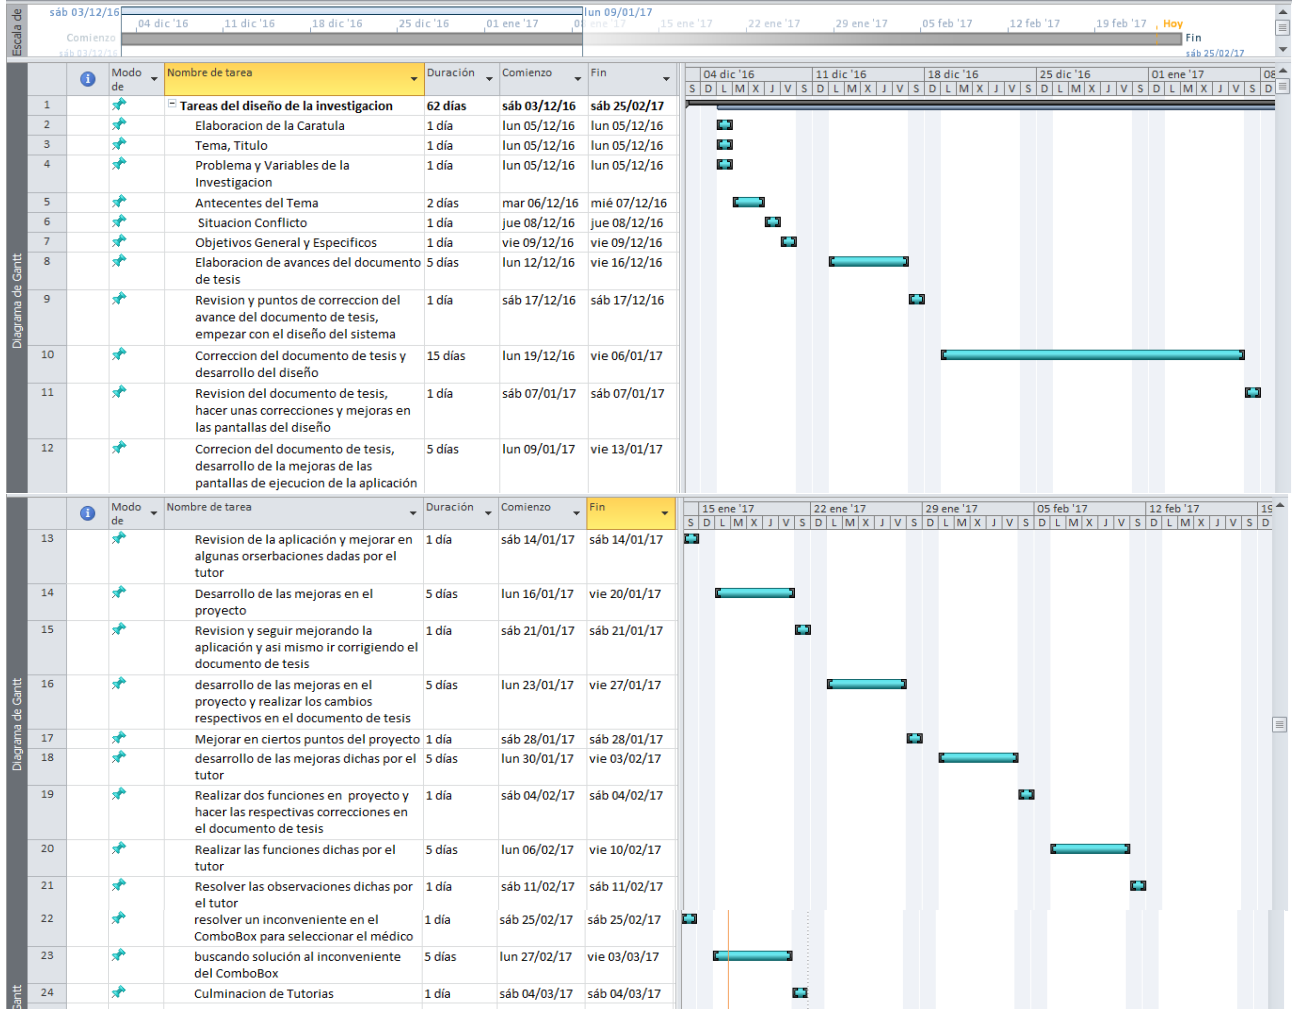 Escala de
sáb 03/12/16
lun 09/01/17
04 dic '16 11 dic '16 18 dic '16 25 dic '16 01 ene '17 08 ene '17 15 ene '17 22 ene '17 29 ene '17 05 feb '17 12 feb '17 19 feb '17 Hoy
Comienzo
sáb 03/12/16
Fin
sáb 25/02/17
Diagrama de Gantt
Modo de Nombre de tarea Duración Comienzo Fin
04 dic '16 11 dic '16 18 dic '16 25 dic '16 01 ene '17 08
S D L M X J V S D L M X J V S D L M X J V S D L M X J V S D L M X J V S D
1 Tareas del diseño de la investigacion 62 días sáb 03/12/16 sáb 25/02/17
2 Elaboracion de la Caratula 1 día lun 05/12/16 lun 05/12/16
3 Tema, Titulo 1 día lun 05/12/16 lun 05/12/16
4 Problema y Variables de la 1 día lun 05/12/16 lun 05/12/16
Investigacion
5 Antecentes del Tema 2 días mar 06/12/16 mié 07/12/16
6 Situacion Conflicto 1 día jue 08/12/16 jue 08/12/16
7 Objetivos General y Especificos 1 día vie 09/12/16 vie 09/12/16
8 Elaboracion de avances del documento 5 días lun 12/12/16 vie 16/12/16
de tesis
9 Revision y puntos de correccion del 1 día sáb 17/12/16 sáb 17/12/16
avance del documento de tesis,
empezar con el diseño del sistema
10 Correccion del documento de tesis y 15 días lun 19/12/16 vie 06/01/17
desarrollo del diseño
11 Revision del documento de tesis, 1 día sáb 07/01/17 sáb 07/01/17
hacer unas correcciones y mejoras en
las pantallas del diseño
12 Correcion del documento de tesis, 5 días lun 09/01/17 vie 13/01/17
desarrollo de la mejoras de las
pantallas de ejecucion de la aplicación
Diagrama de Gantt
Modo de Nombre de tarea Duración Comienzo Fin
15 ene '17 22 ene '17 29 ene '17 05 feb '17 12 feb '17 19
S D L M X J V S D L M X J V S D L M X J V S D L M X J V S D L M X J V S D
13 Revision de la aplicación y mejorar en 1 día sáb 14/01/17 sáb 14/01/17
algunas orserbaciones dadas por el
tutor
14 Desarrollo de las mejoras en el 5 días lun 16/01/17 vie 20/01/17
proyecto
15 Revision y seguir mejorando la 1 día sáb 21/01/17 sáb 21/01/17
aplicación y asi mismo ir corrigiendo el
documento de tesis
16 desarrollo de las mejoras en el 5 días lun 23/01/17 vie 27/01/17
proyecto y realizar los cambios
respectivos en el documento de tesis
17 Mejorar en ciertos puntos del proyecto 1 día sáb 28/01/17 sáb 28/01/17
18 desarrollo de las mejoras dichas por el 5 días lun 30/01/17 vie 03/02/17
tutor
19 Realizar dos funciones en proyecto y 1 día sáb 04/02/17 sáb 04/02/17
hacer las respectivas correcciones en
el documento de tesis
20 Realizar las funciones dichas por el 5 días lun 06/02/17 vie 10/02/17
tutor
21 Resolver las observaciones dichas por 1 día sáb 11/02/17 sáb 11/02/17
el tutor
22 resolver un inconveniente en el 1 día sáb 25/02/17 sáb 25/02/17
ComboBox para seleccionar el médico
23 buscando solución al inconveniente 5 días lun 27/02/17 vie 03/03/17
del ComboBox
24 Culminacion de Tutorias 1 día sáb 04/03/17 sáb 04/03/17
Gantt